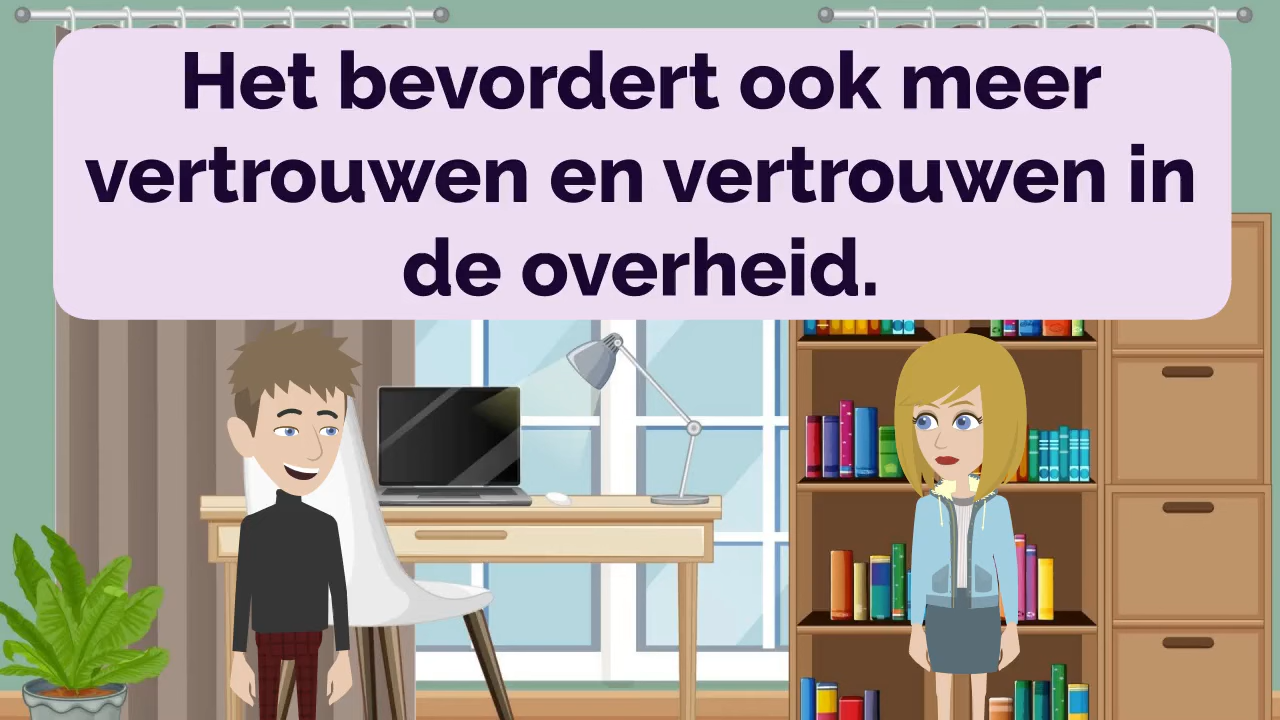 Het bevordert ook meer
vertrouwen en vertrouwen in
de overheid.